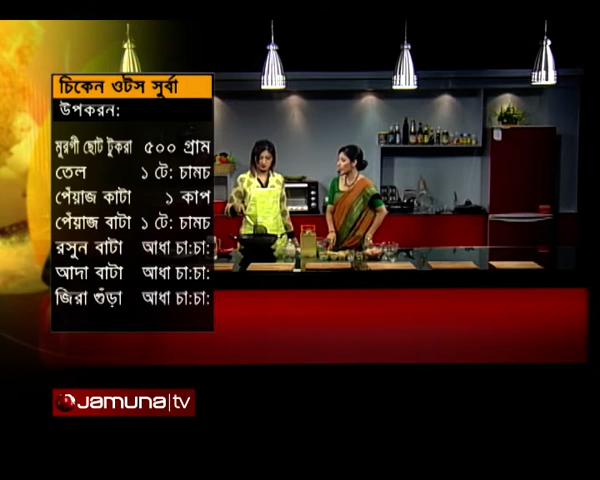 চিকেন ওটস সুর্বা
উপকরন:
মুরগী ছোট টুকরা ৫০০ গ্রাম
তেল ১ টে: চামচ
পেঁয়াজ কাটা ১ কাপ
পেঁয়াজ বাটা ১ টে: চামচ
রসুন বাটা আধা চা:চা:
আদা বাটা আধা চা:চা:
জিরা গুঁড়া আধা চা:চা:
Jamuna|tv